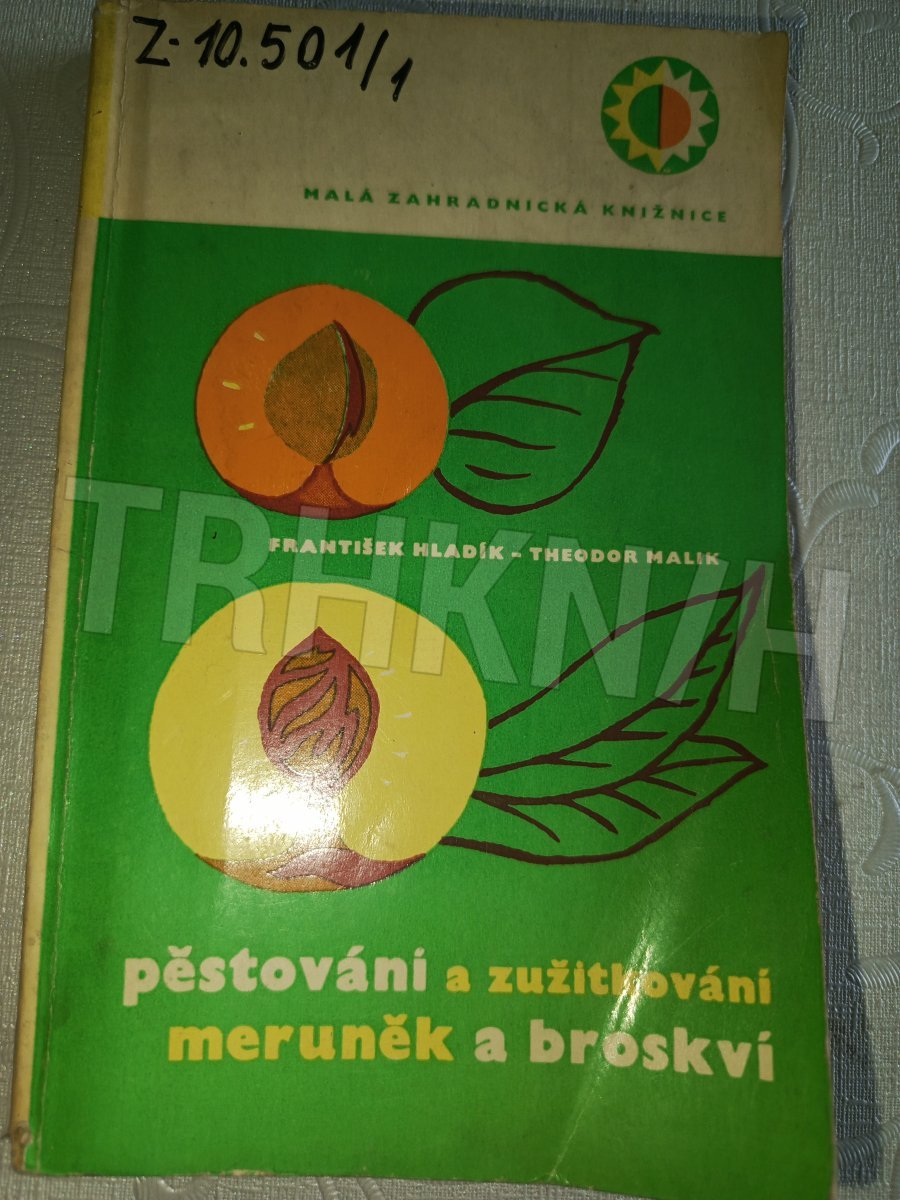 Z-10.501/1
MALÁ ZAHRADNICKÁ KNIŽNICE
FRANTIŠEK HLADÍK - THEODOR MALIK
TRHKNIH
pěstování a zužitkování
meruněk a broskví